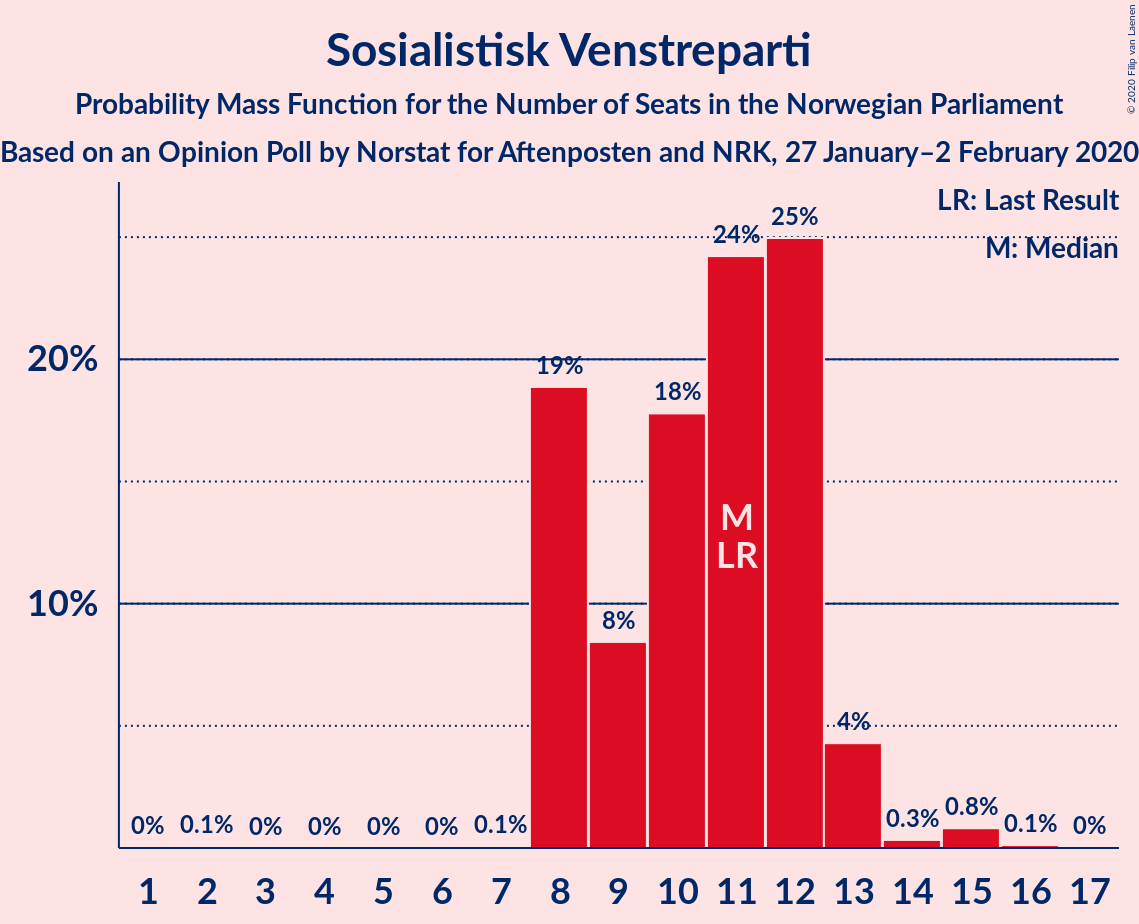 Sosialistisk Venstreparti
Probability Mass Function for the Number of Seats in the Norwegian Parliament
Based on an Opinion Poll by Norstat for Aftenposten and NRK, 27 January–2 February 2020
© 2020 Filip van Laenen
LR: Last Result
M: Median
20%
10%
0% 0.1% 0% 0% 0% 0% 0.1% 19% 8% 18% 24% 25% 4% 0.3% 0.8% 0.1% 0%
M
LR
1 2 3 4 5 6 7 8 9 10 11 12 13 14 15 16 17